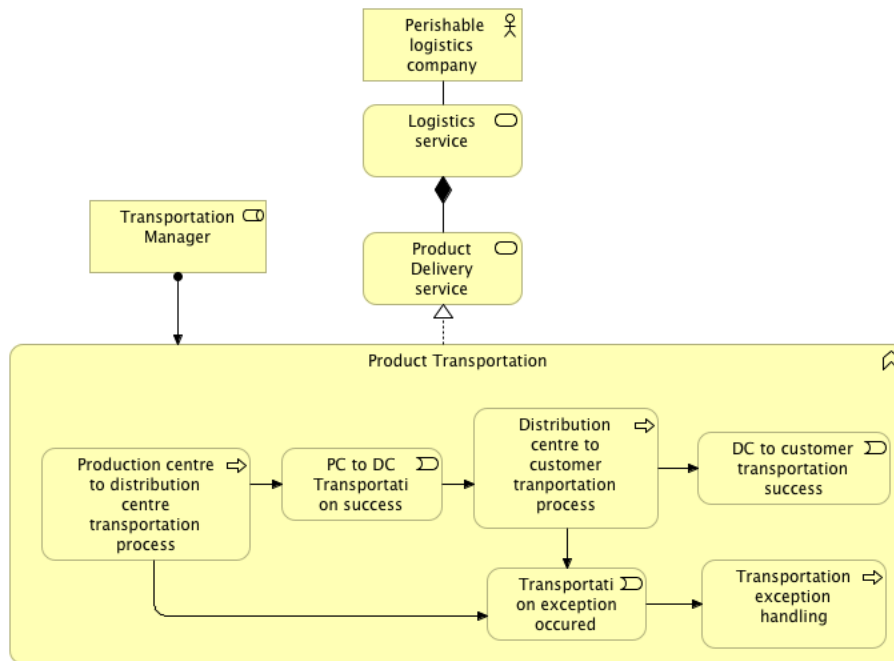 Perishable
logistics
company
Logistics
service
Transportation
Manager
Product
Delivery
service
Product Transportation
Production centre
to distribution
centre
transportation
process
PC to DC
Transportati
on success
Distribution
centre to
customer
tranportation
process
DC to customer
transportation
success
Transportati
on exception
occured
Transportation
exception
handling